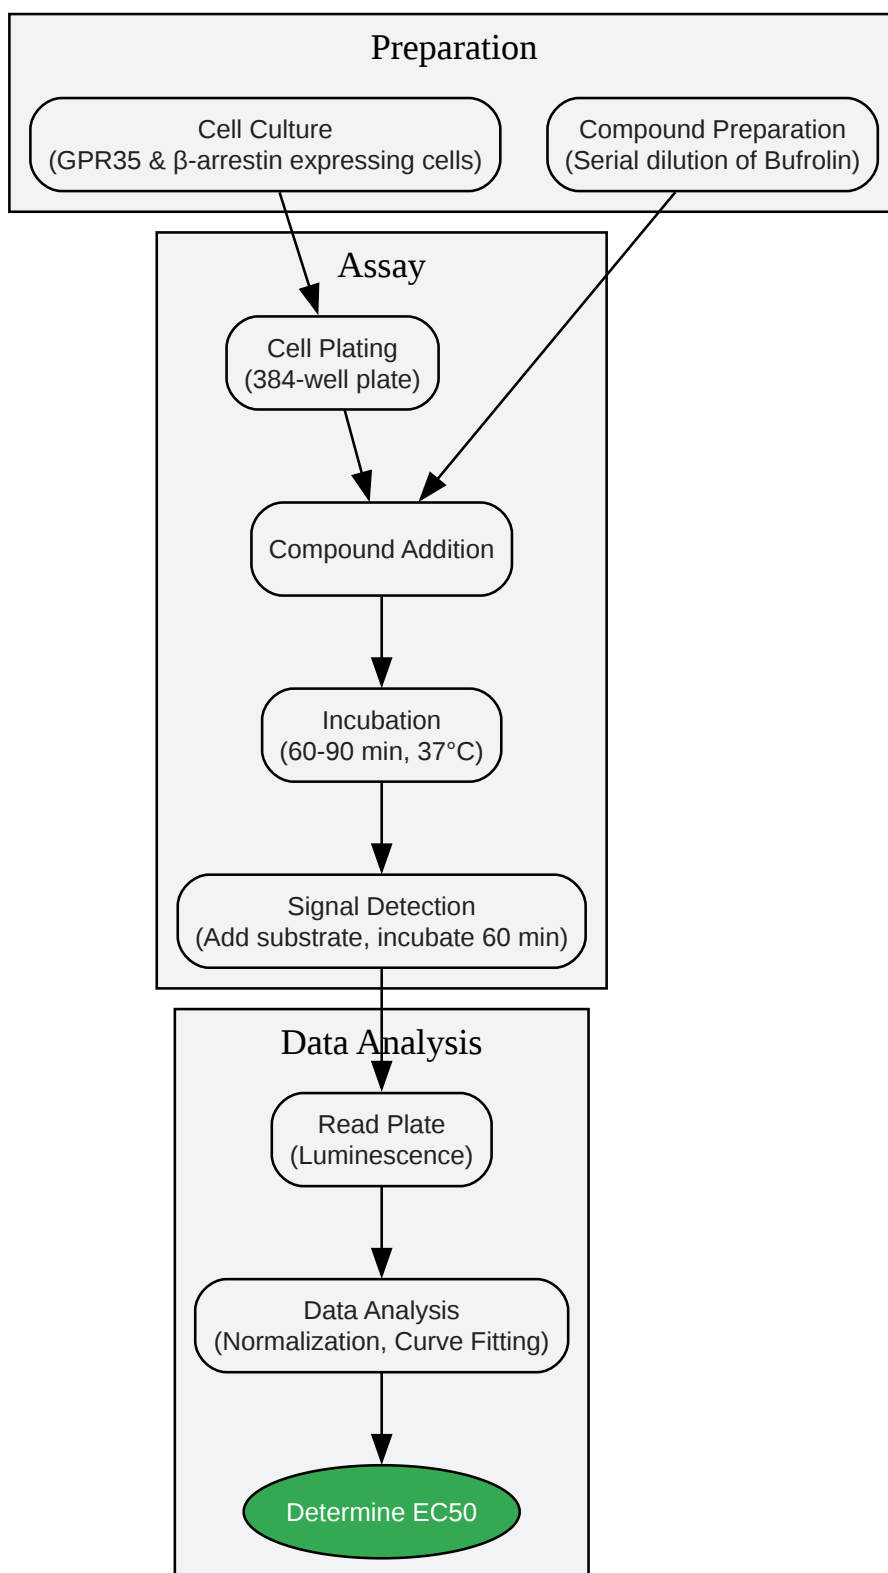 Preparation
Cell Culture
(GPR35 & β-arrestin expressing cells)
Compound Preparation
(Serial dilution of Bufrolin)
Assay
Cell Plating
(384-well plate)
Compound Addition
Incubation
(60-90 min, 37°C)
Signal Detection
(Add substrate, incubate 60 min)
Data Analysis
Read Plate
(Luminescence)
Data Analysis
(Normalization, Curve Fitting)
Determine EC50